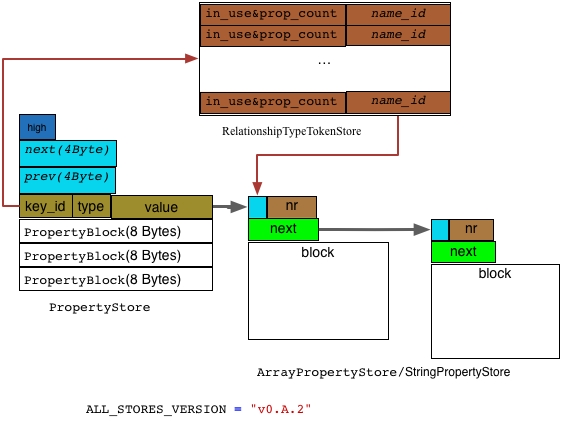 in_use&prop_count name_id
in_use&prop_count name_id
...
in_use&prop_count name_id
RelationshipTypeTokenStore
high
next(4Byte)
prev(4Byte)
key_id type value
PropertyBlock(8 Bytes)
PropertyBlock(8 Bytes)
PropertyBlock(8 Bytes)
PropertyStore
nr
next
block
nr
next
block
ArrayPropertyStore/StringPropertyStore
ALL_STORES_VERSION = "v0.A.2"